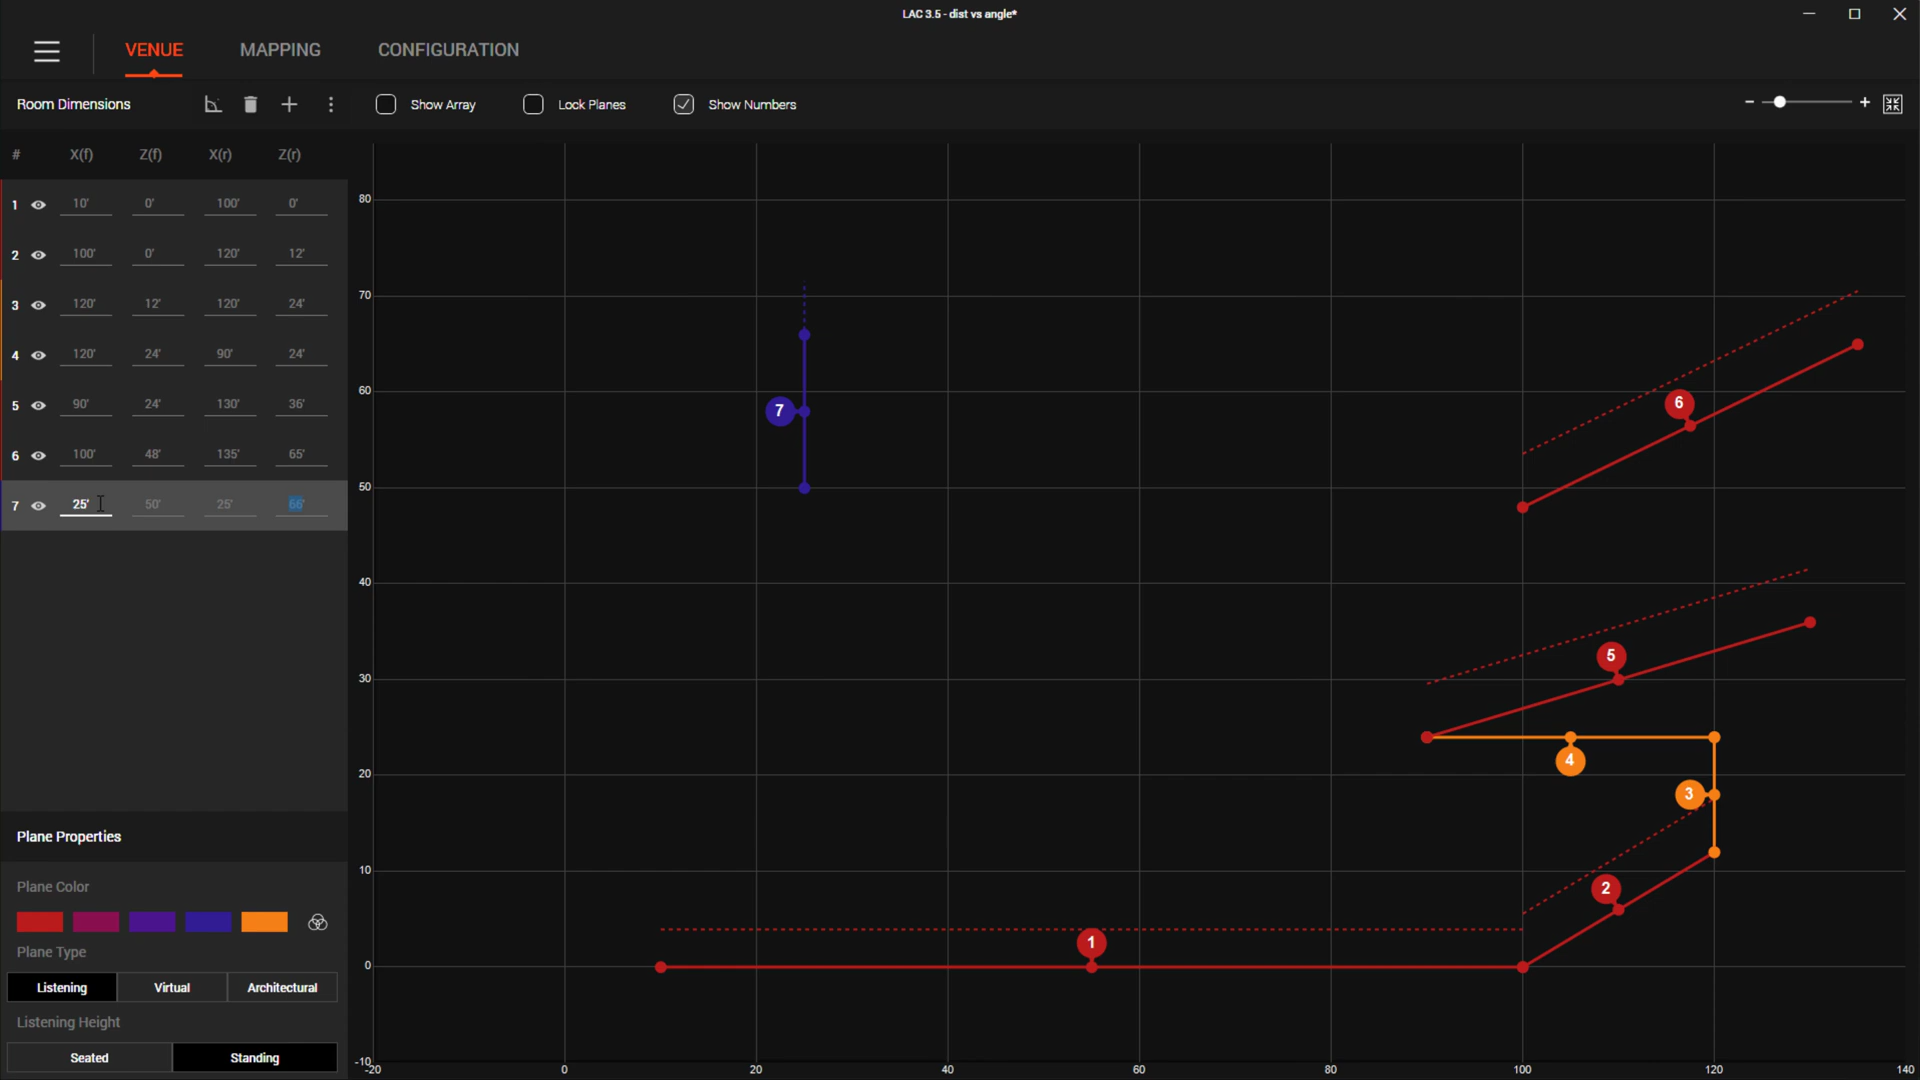 LAC 3.5 - dist vs angle*
VENUE MAPPING CONFIGURATION
Room Dimensions Show Array Lock Planes Show Numbers
# X(f) Z(f) X(r) Z(r)
1 10' 0' 100' 0'
2 100' 0' 120' 12'
3 120' 12' 120' 24'
4 120' 24' 90' 24'
5 90' 24' 130' 36'
6 100' 48' 135' 65'
7 25' 50' 25' 66'
Plane Properties
Plane Color
Plane Type
Listening Virtual Architectural
Listening Height
Seated Standing
80
70
60
50
40
30
20
10
0
-10
-20 0 20 40 60 80 100 120 140
6
7
5
4
3
2
1